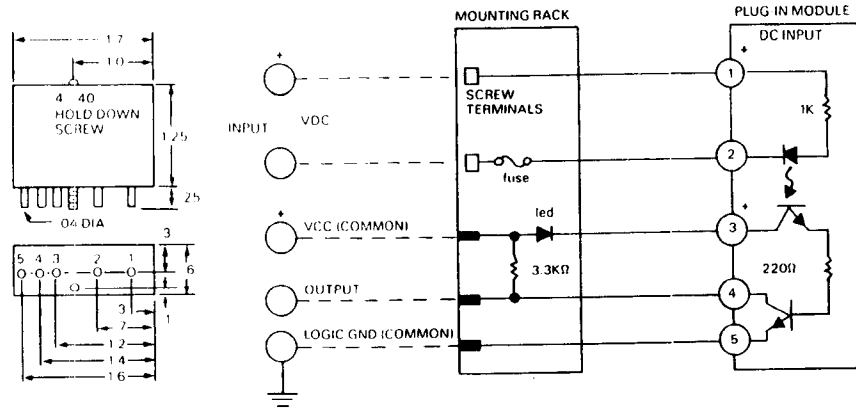 1.7
1.0
4 40
HOLD DOWN
SCREW
1.25
.25
.04 DIA
.3
5 4 3 2 1
.6
.3
.1
.7
1.2
1.4
1.6
MOUNTING RACK
PLUG-IN MODULE
DC INPUT
+
+
1
SCREW
TERMINALS
1K
INPUT
VDC
fuse
2
led
+
VCC (COMMON)
+
3
3.3KΩ
220Ω
OUTPUT
4
LOGIC GND (COMMON)
5